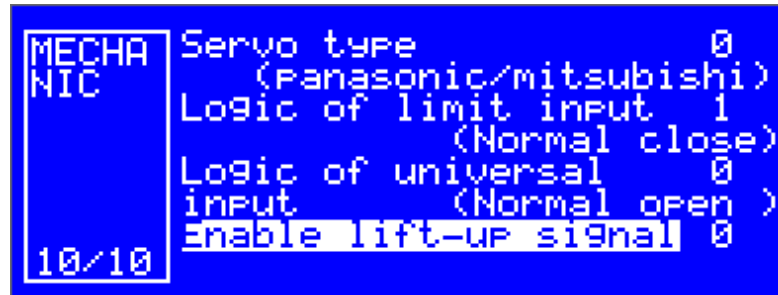 MECHA
NIC
10/10
Servo type 0
(panasonic/mitsubishi)
Logic of limit input 1
(Normal close)
Logic of universal 0
input (Normal open )
Enable lift-up signal 0